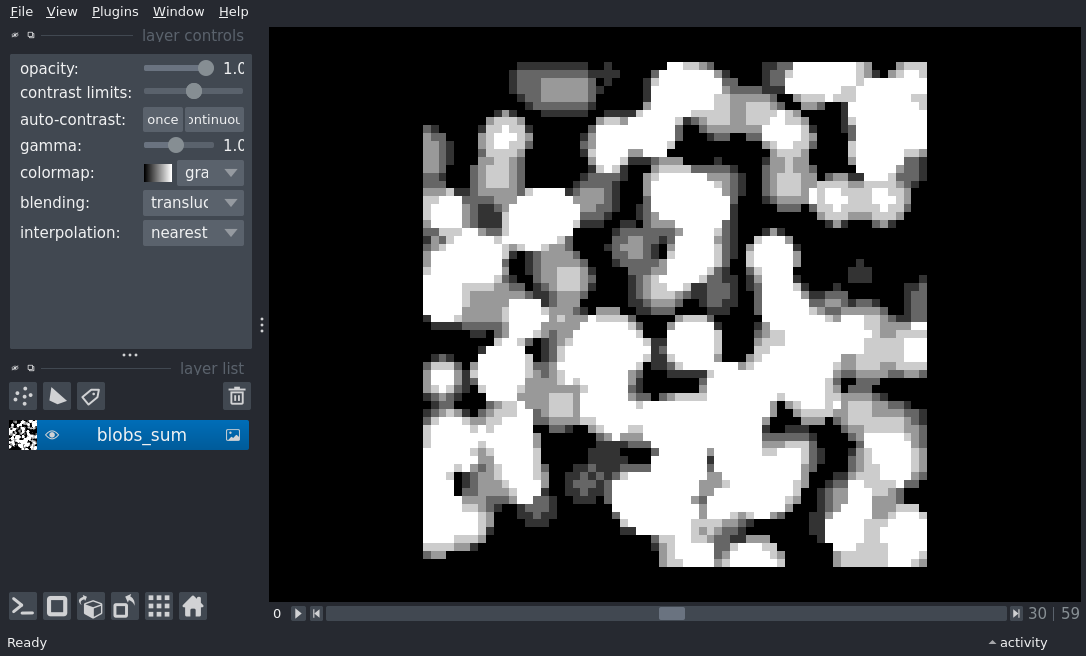 File View Plugins Window Help
layer controls
opacity: 1.0
contrast limits:
auto-contrast: once ontinuou
gamma: 1.0
colormap: gra
blending: transluc
interpolation: nearest
layer list
blobs_sum
0 30 | 59
Ready activity